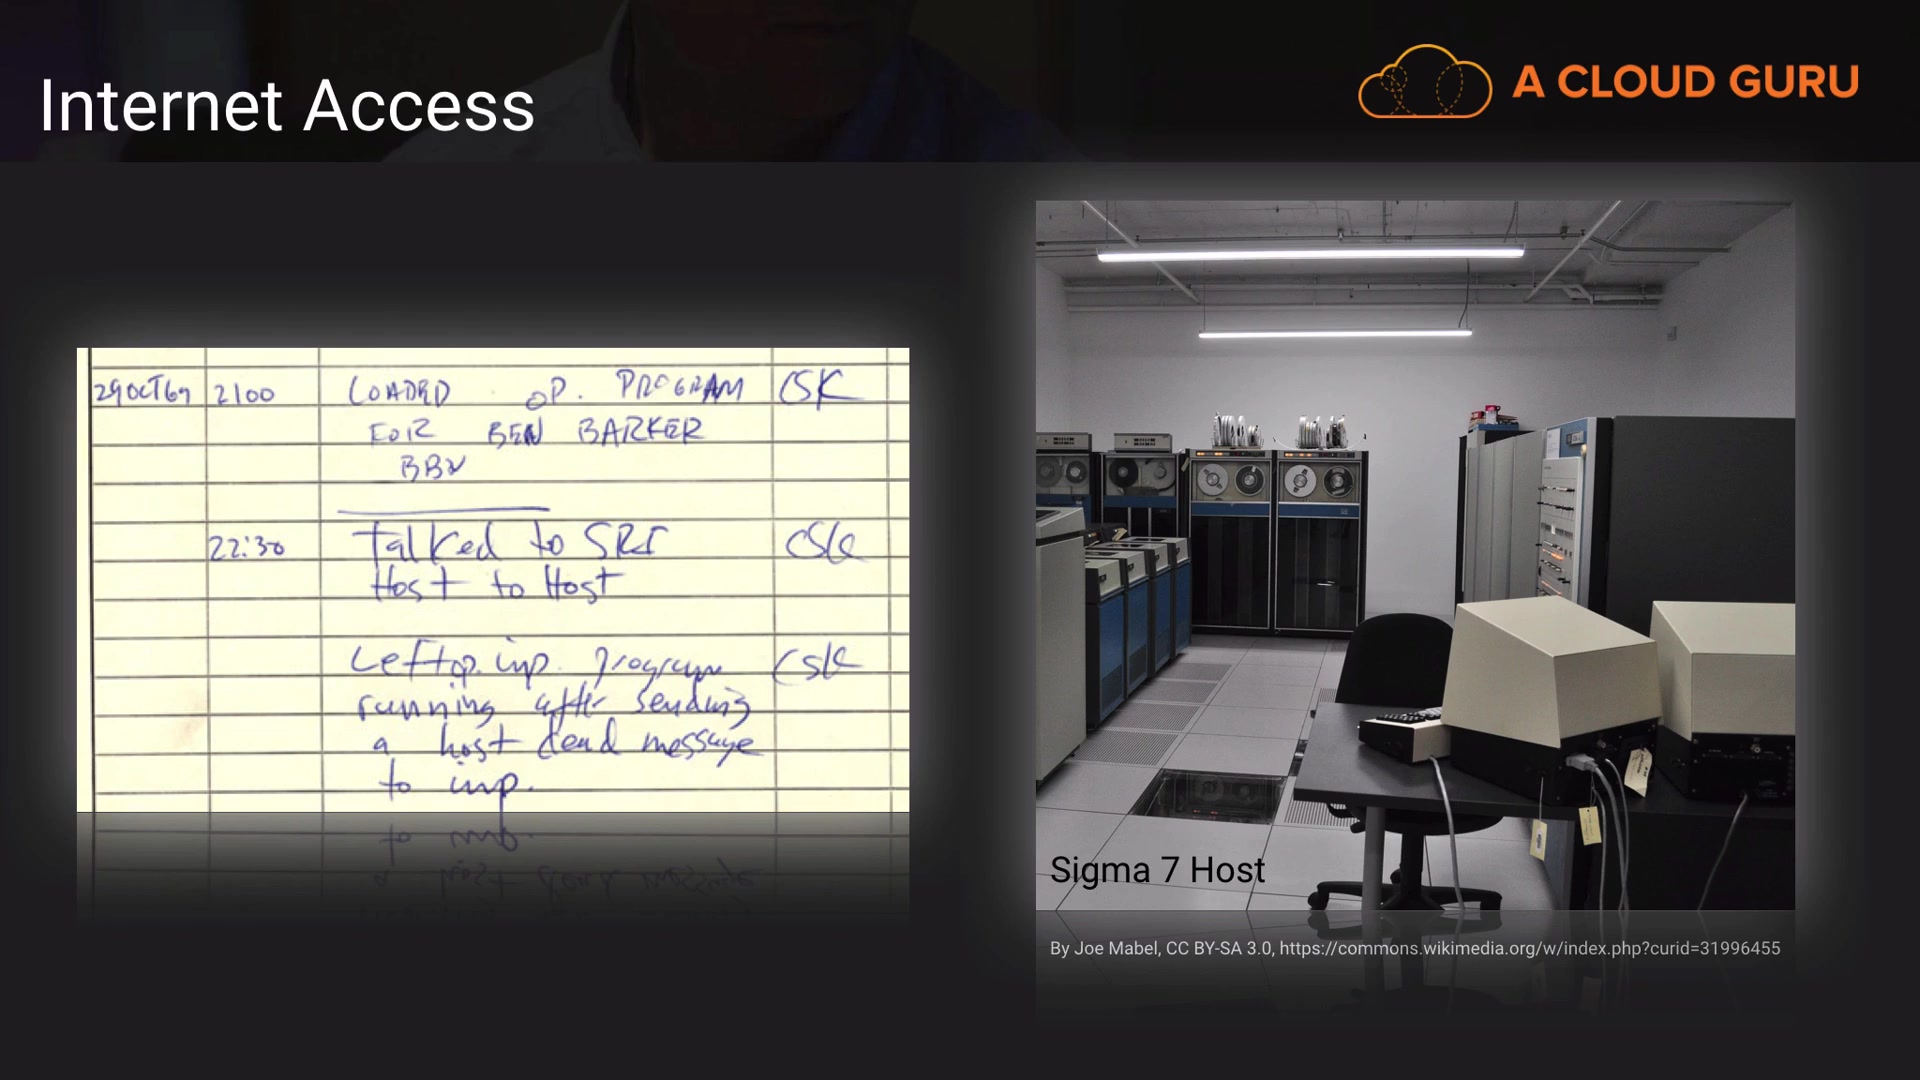 Internet Access
A CLOUD GURU
29OCT69 2100 LOADED OP. PROGRAM CSK
FOR BEN BARKER
BBN
22:30 Talked to SRI CSK
Host to Host
Left op. imp. program CSK
running after sending
a host dead message
to imp.
Sigma 7 Host
By Joe Mabel, CC BY-SA 3.0, https://commons.wikimedia.org/w/index.php?curid=31996455